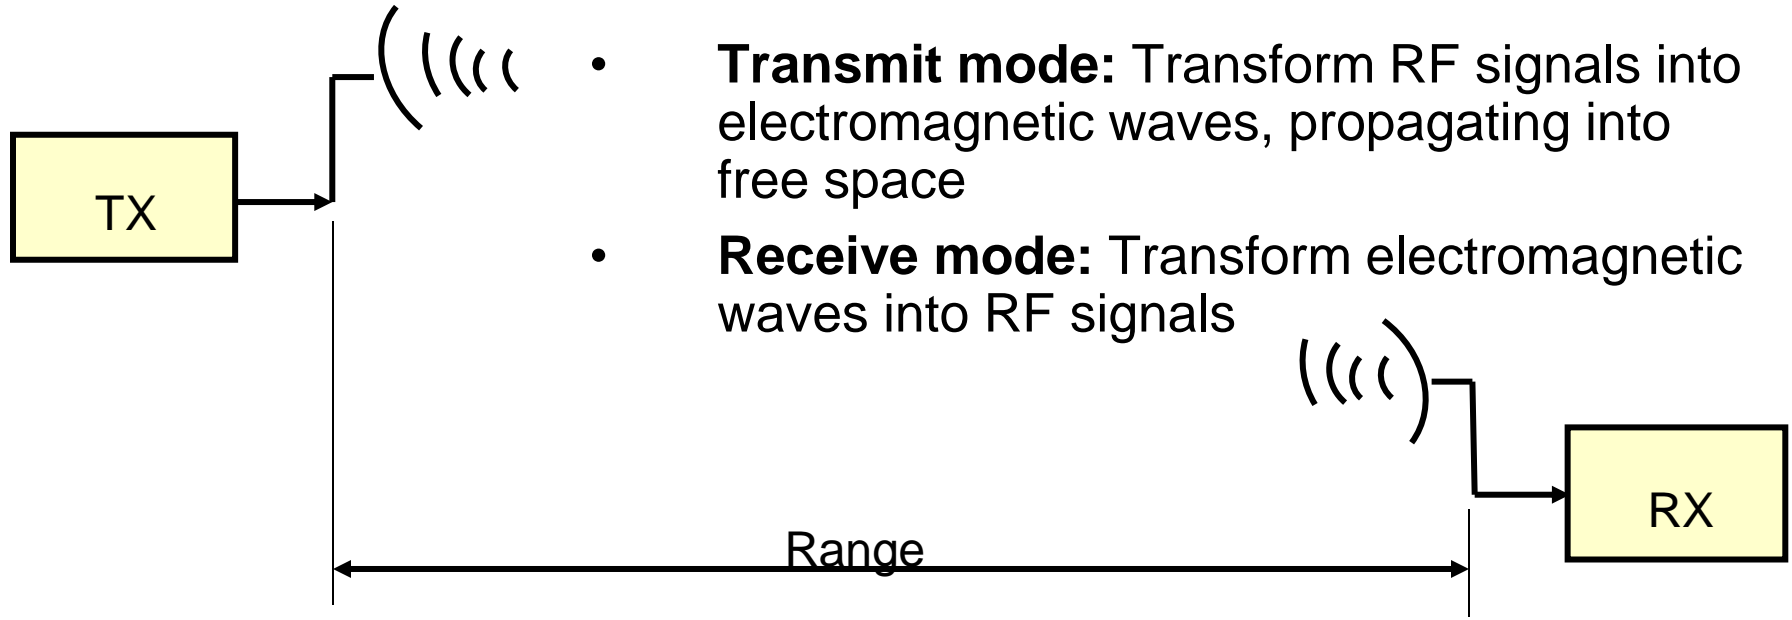 • Transmit mode: Transform RF signals into
electromagnetic waves, propagating into
free space
TX
• Receive mode: Transform electromagnetic
waves into RF signals
RX
Range